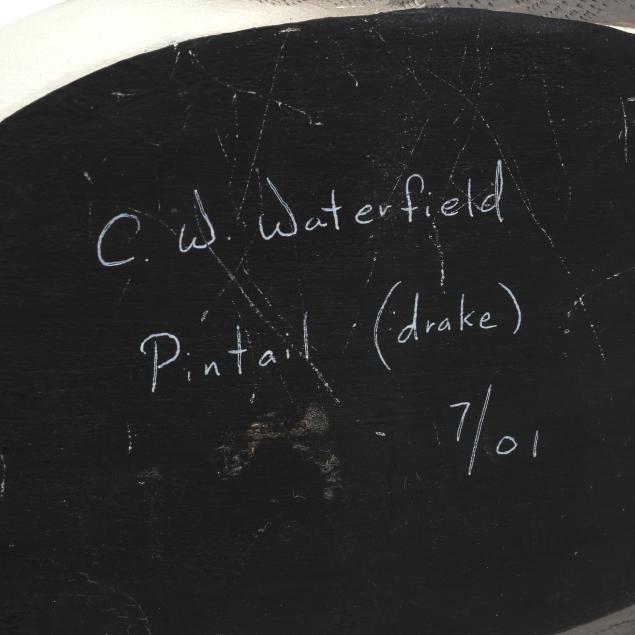 C. W. Waterfield
Pintail (drake)
7/01